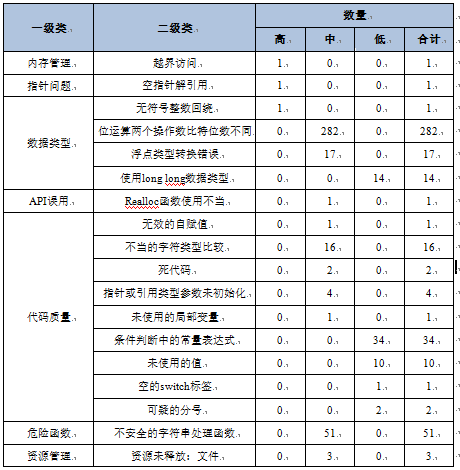 一级类 二级类 数量
高 中 低 合计
内存管理 越界访问 1 0 0 1
指针问题 空指针解引用 1 0 0 1
数据类型 无符号整数回绕 1 0 0 1
位运算两个操作数比特位数不同 0 282 0 282
浮点类型转换错误 0 17 0 17
使用long long数据类型 0 0 14 14
API误用 Realloc函数使用不当 0 1 0 1
代码质量 无效的自赋值 0 1 0 1
不当的字符类型比较 0 16 0 16
死代码 0 2 0 2
指针或引用类型参数未初始化 0 4 0 4
未使用的局部变量 0 1 0 1
条件判断中的常量表达式 0 0 34 34
未使用的值 0 0 10 10
空的switch标签 0 0 1 1
可疑的分号 0 0 2 2
危险函数 不安全的字符串处理函数 0 51 0 51
资源管理 资源未释放：文件 0 3 0 3